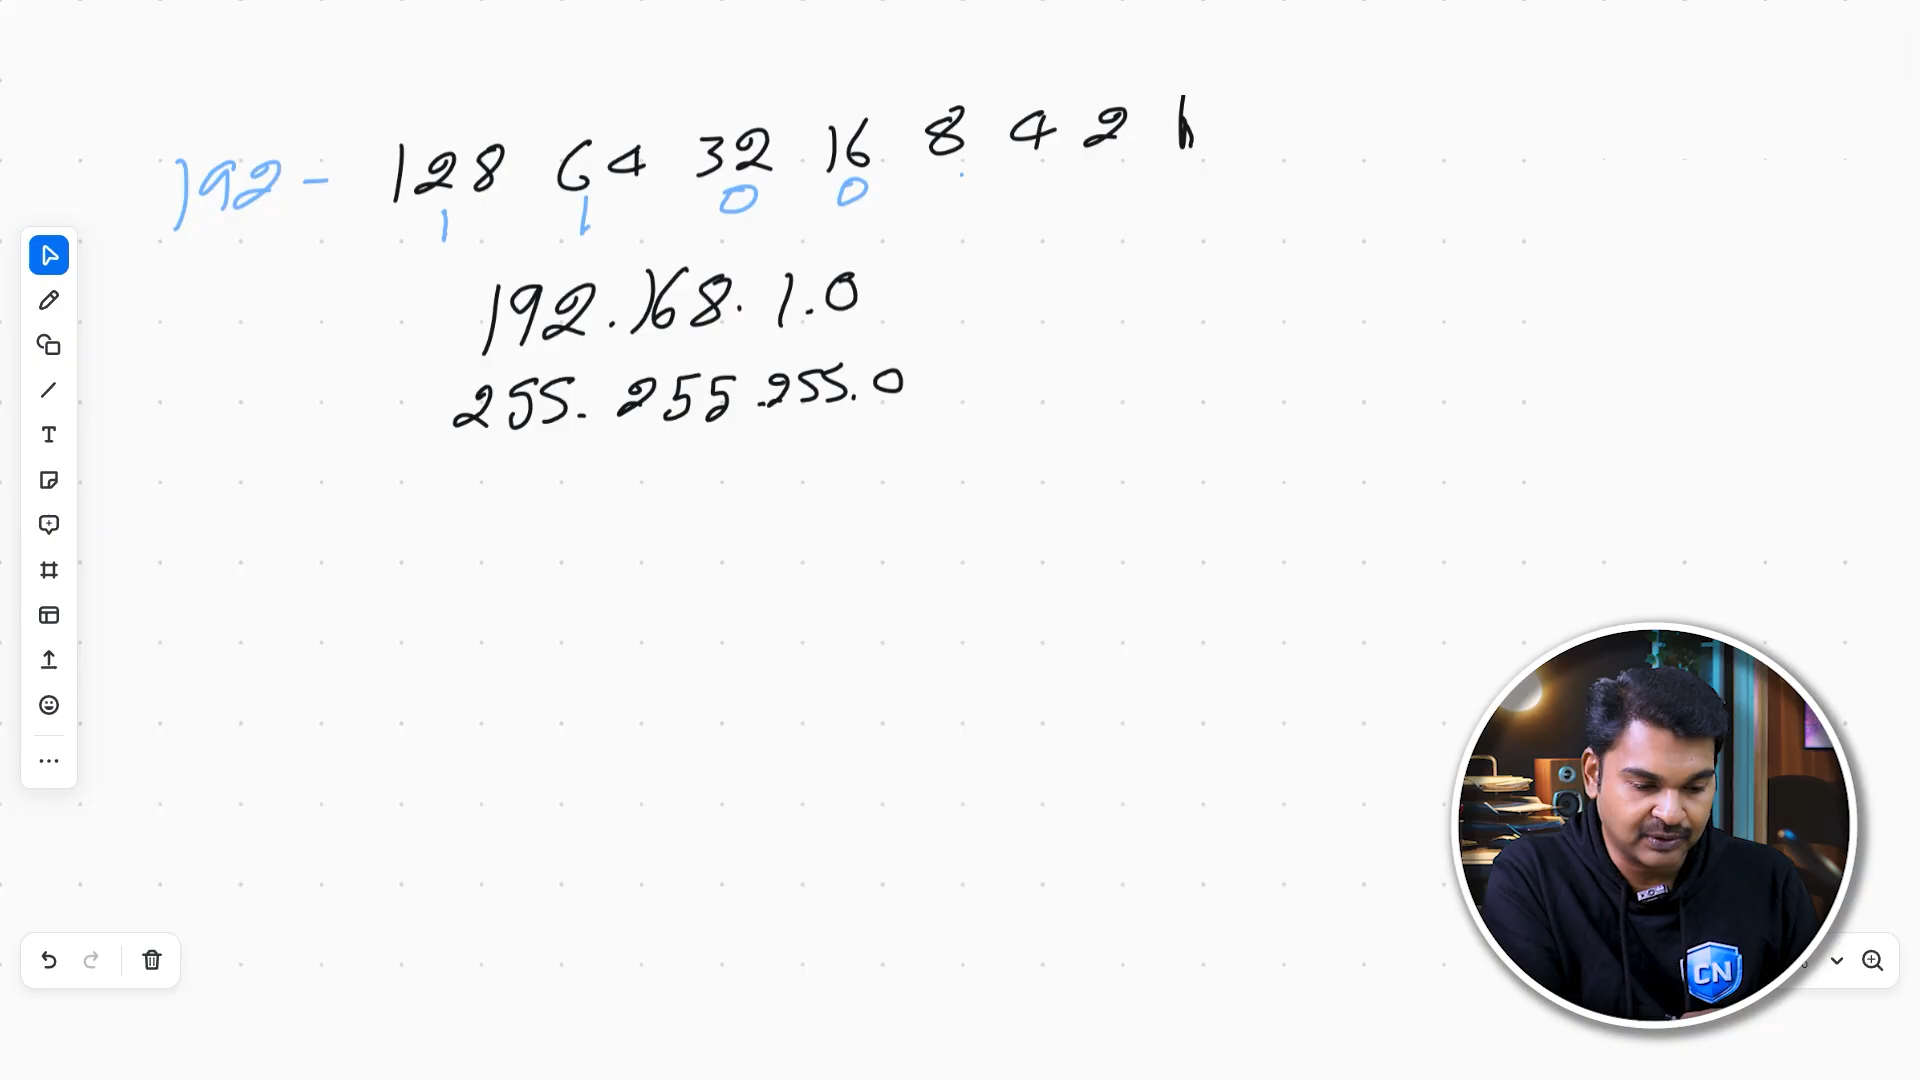 192 - 128 64 32 16 8 4 2 1
1 1 0 0
192.168.1.0
255.255.255.0
CN